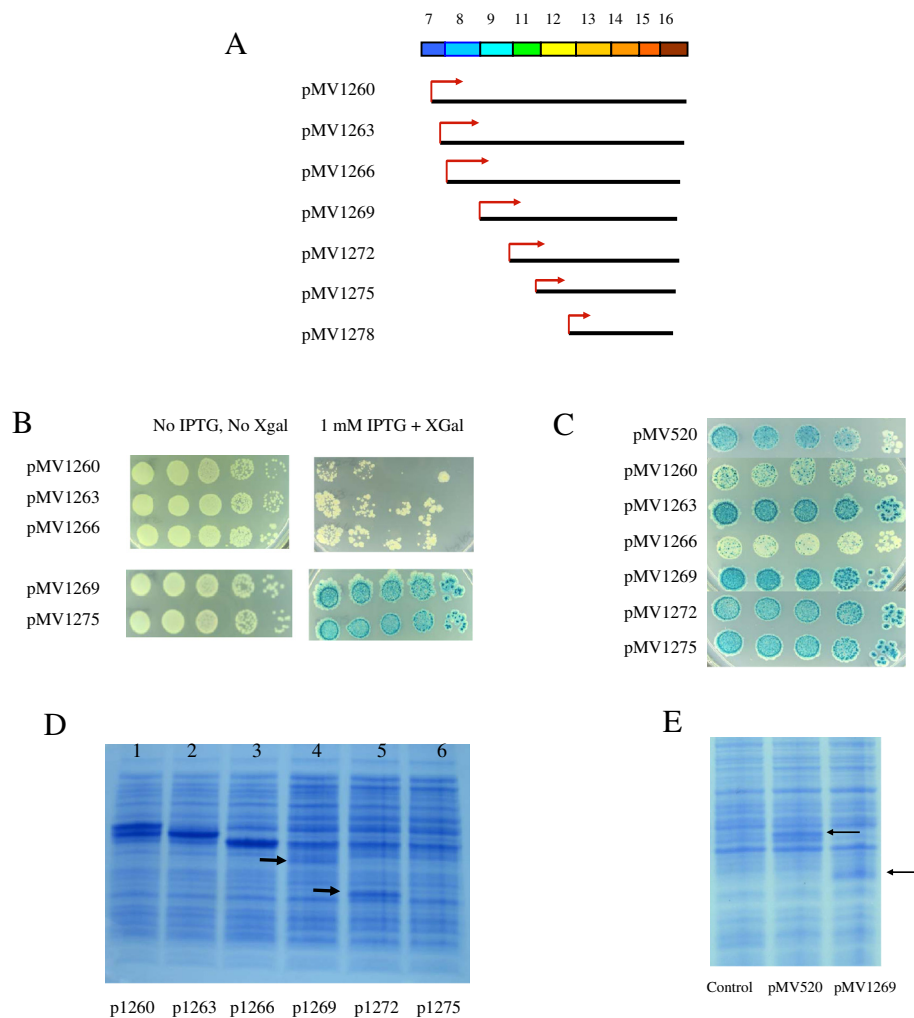 A
7 8 9 11 12 13 14 15 16
pMV1260
pMV1263
pMV1266
pMV1269
pMV1272
pMV1275
pMV1278
B
No IPTG, No Xgal 1 mM IPTG + XGal
pMV1260
pMV1263
pMV1266
pMV1269
pMV1275
C
pMV520
pMV1260
pMV1263
pMV1266
pMV1269
pMV1272
pMV1275
D
1 2 3 4 5 6
p1260 p1263 p1266 p1269 p1272 p1275
E
Control pMV520 pMV1269